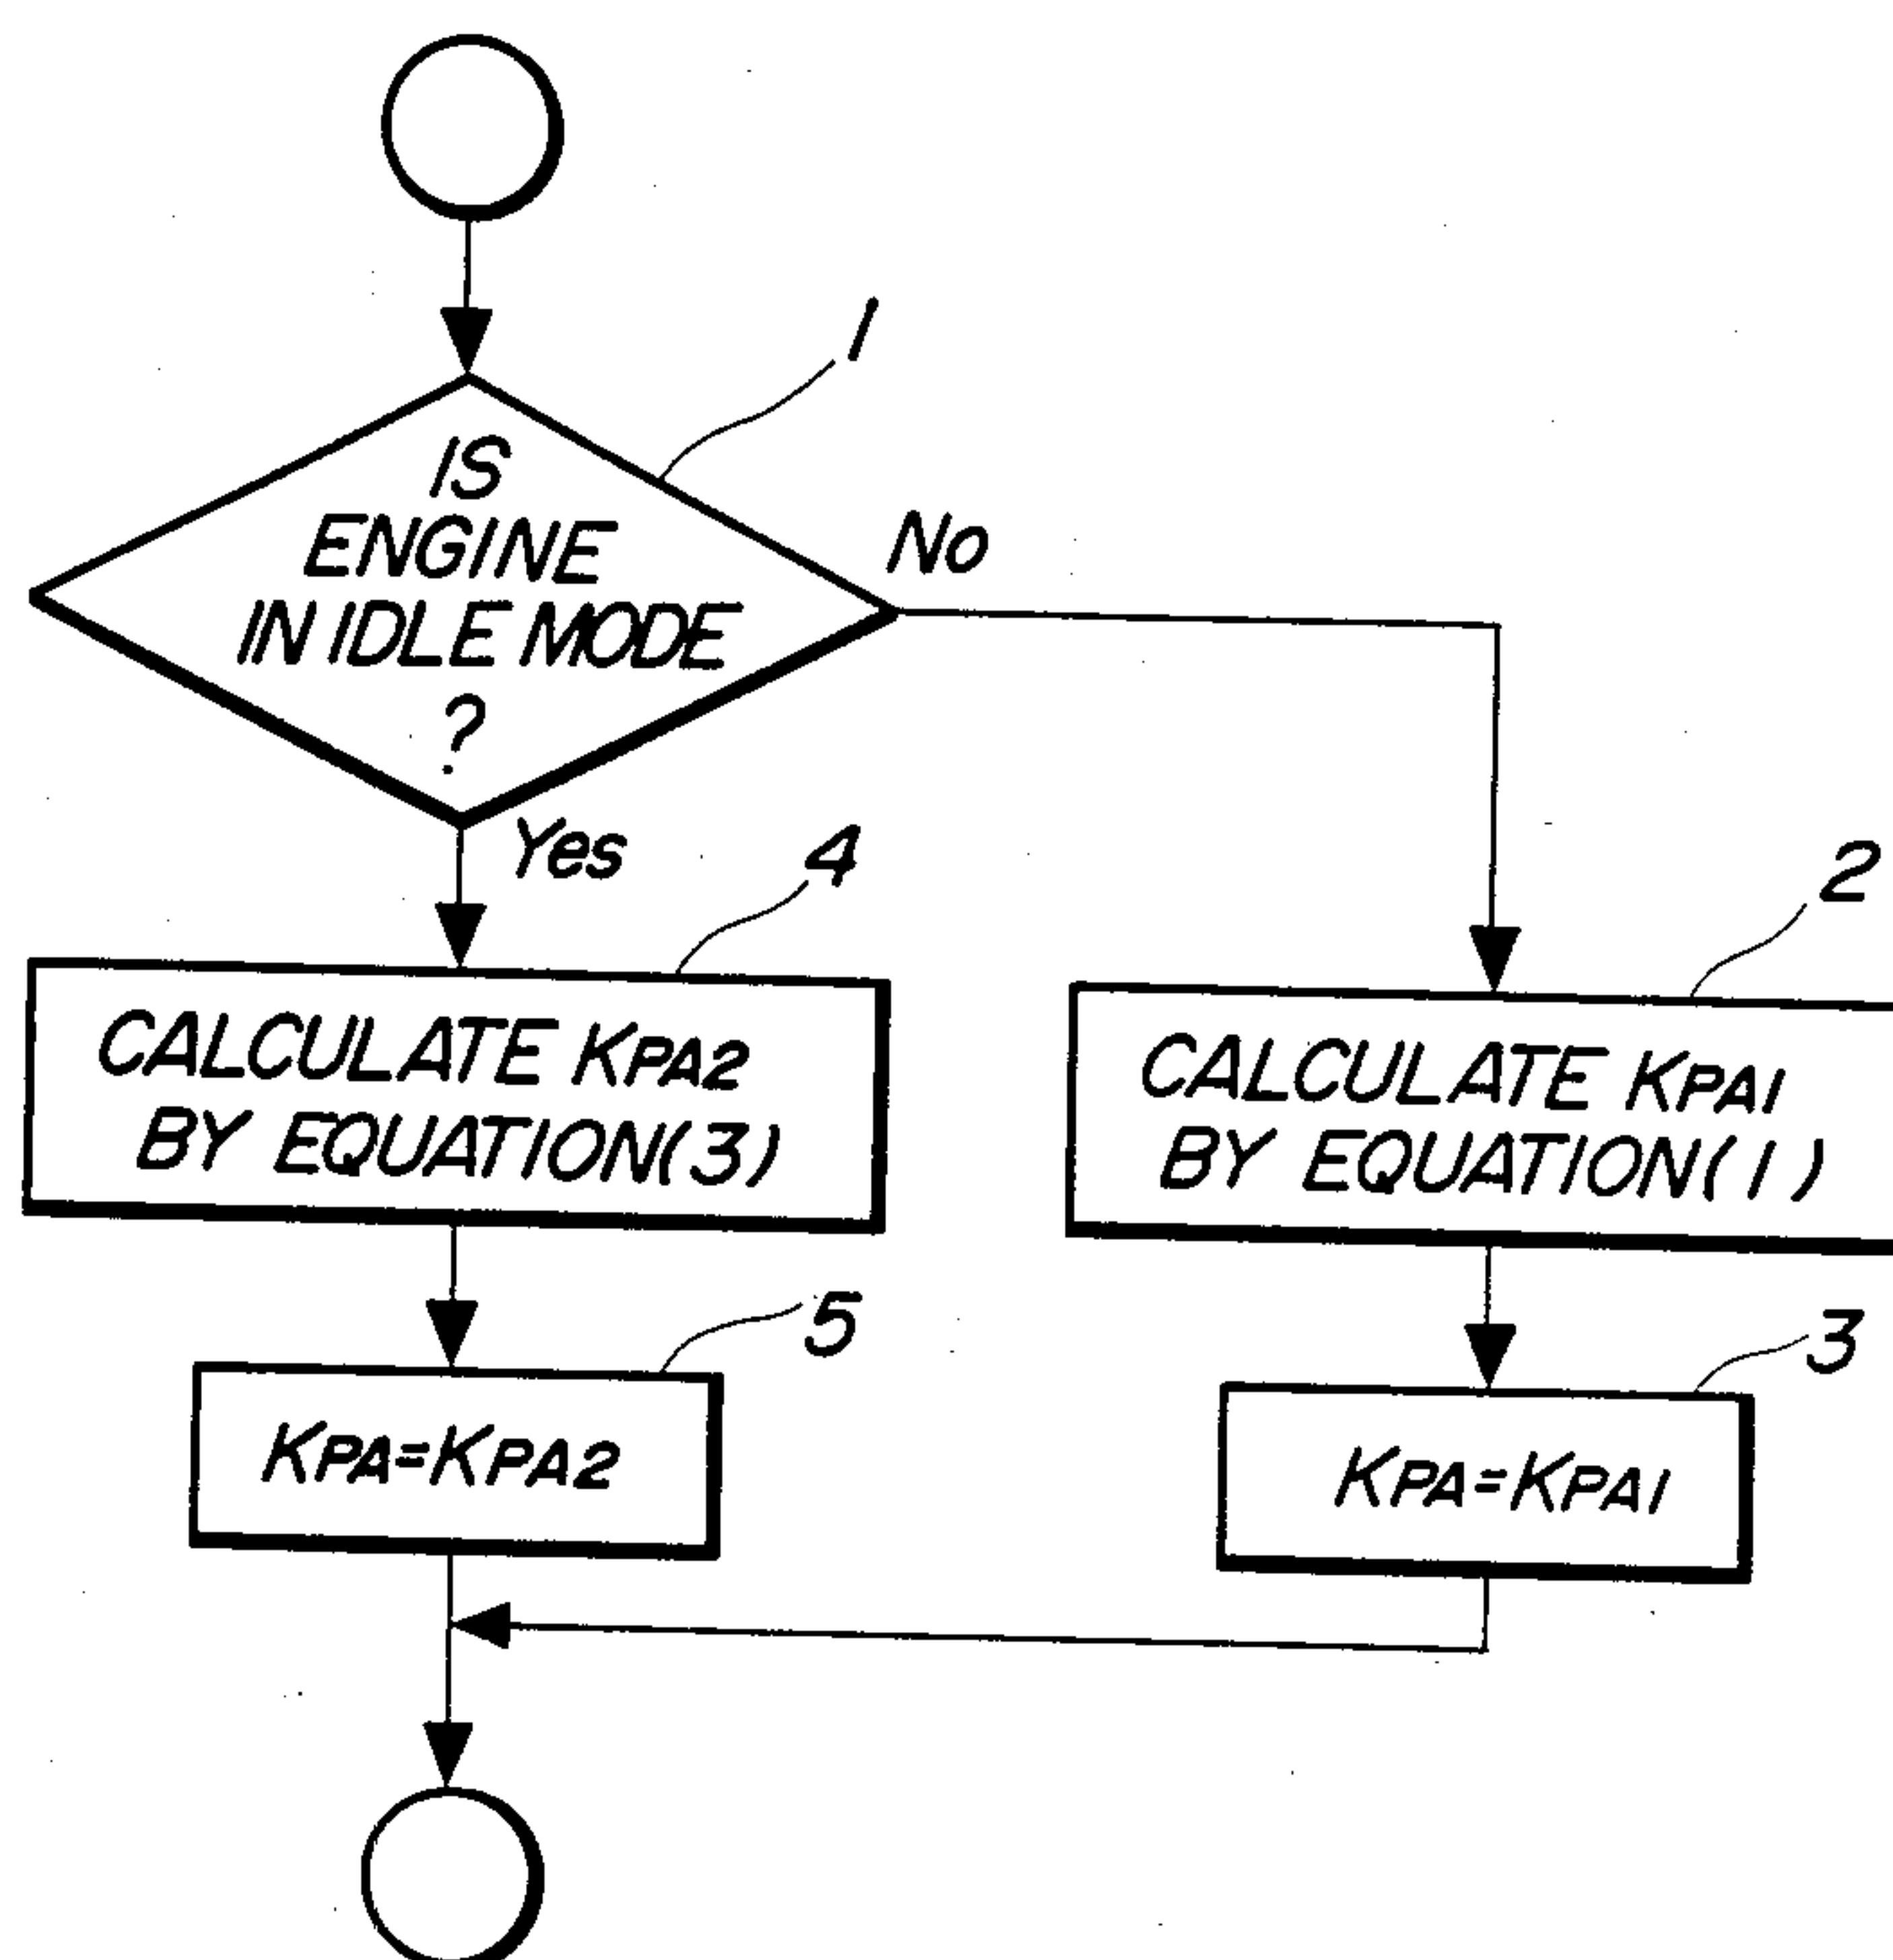 1
IS
ENGINE
IN IDLE MODE
?
No
Yes
4
CALCULATE KPA2
BY EQUATION(3)
2
CALCULATE KPA1
BY EQUATION(1)
5
KPA=KPA2
3
KPA=KPA1